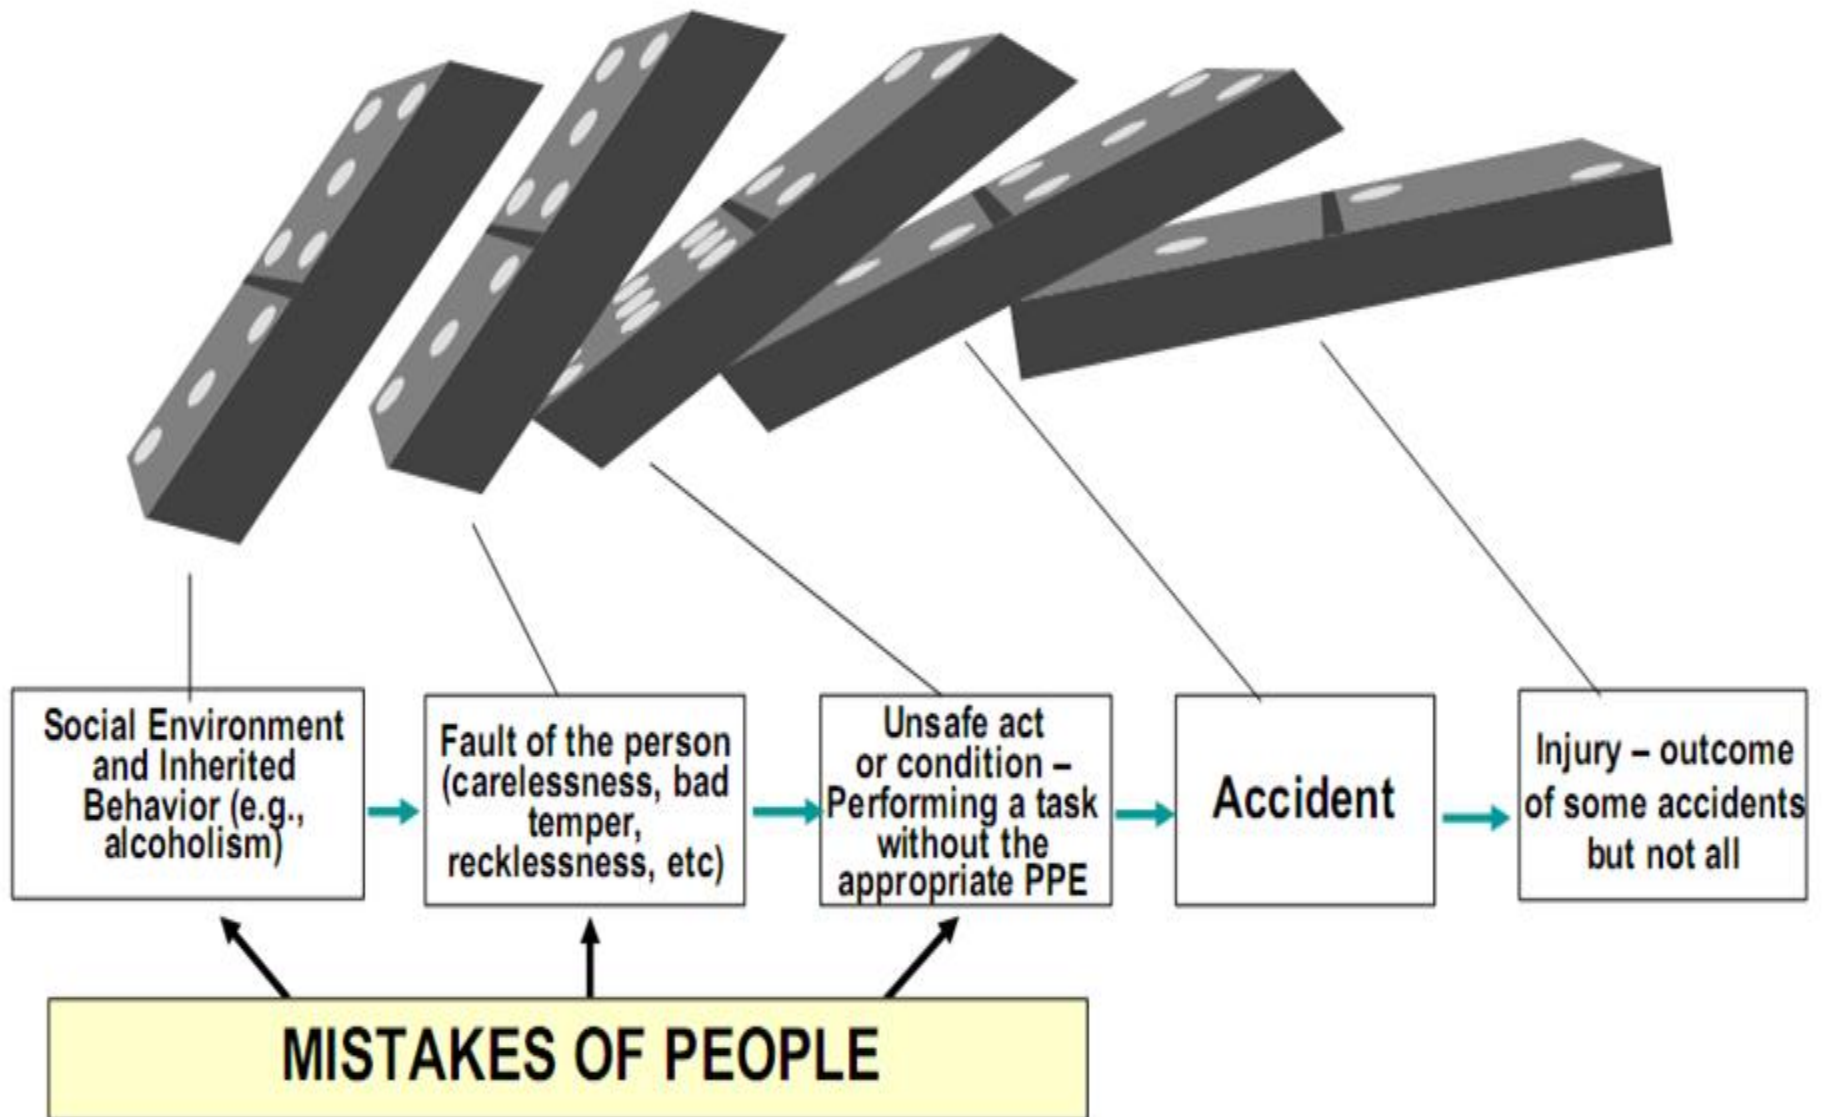 Social Environment
and Inherited
Behavior (e.g.,
alcoholism)
Fault of the person
(carelessness, bad
temper,
recklessness, etc)
Unsafe act
or condition –
Performing a task
without the
appropriate PPE
Accident
Injury – outcome
of some accidents
but not all
MISTAKES OF PEOPLE